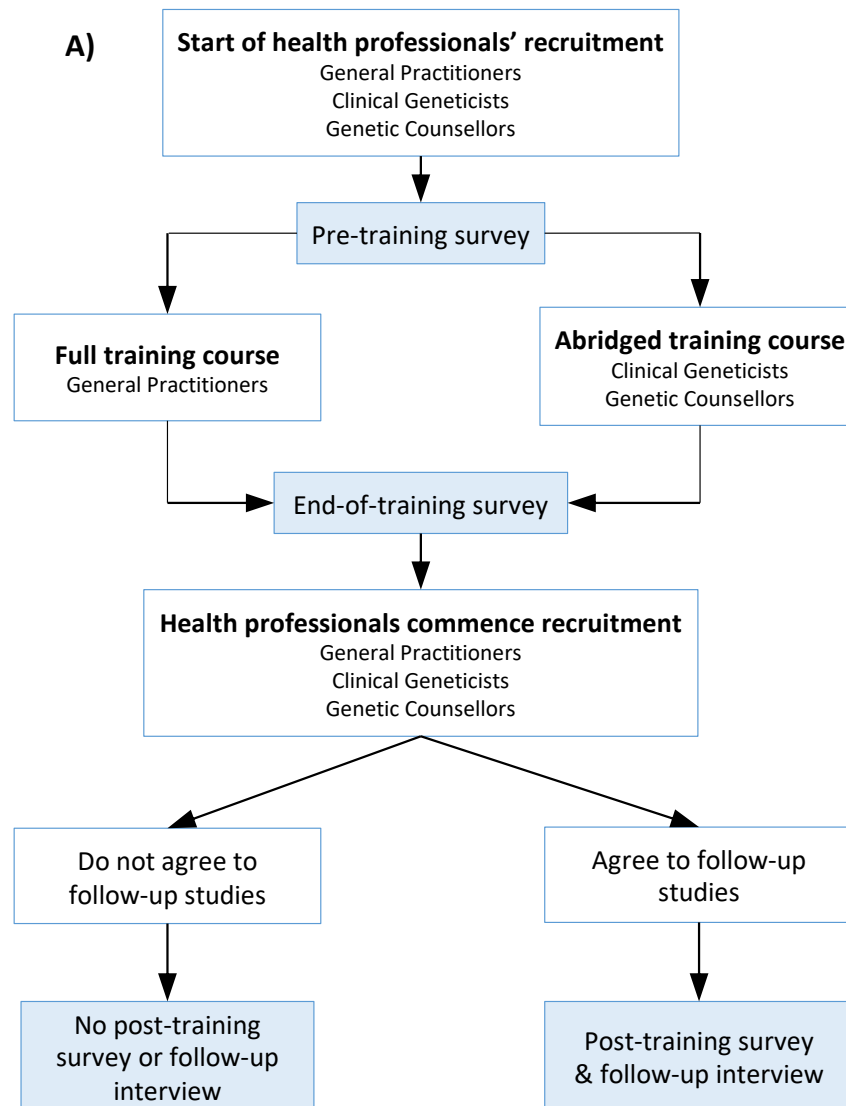 A)
Start of health professionals’ recruitment
General Practitioners
Clinical Geneticists
Genetic Counsellors
Pre-training survey
Full training course
General Practitioners
Abridged training course
Clinical Geneticists
Genetic Counsellors
End-of-training survey
Health professionals commence recruitment
General Practitioners
Clinical Geneticists
Genetic Counsellors
Do not agree to
follow-up studies
Agree to follow-up
studies
No post-training
survey or follow-up
interview
Post-training survey
& follow-up interview